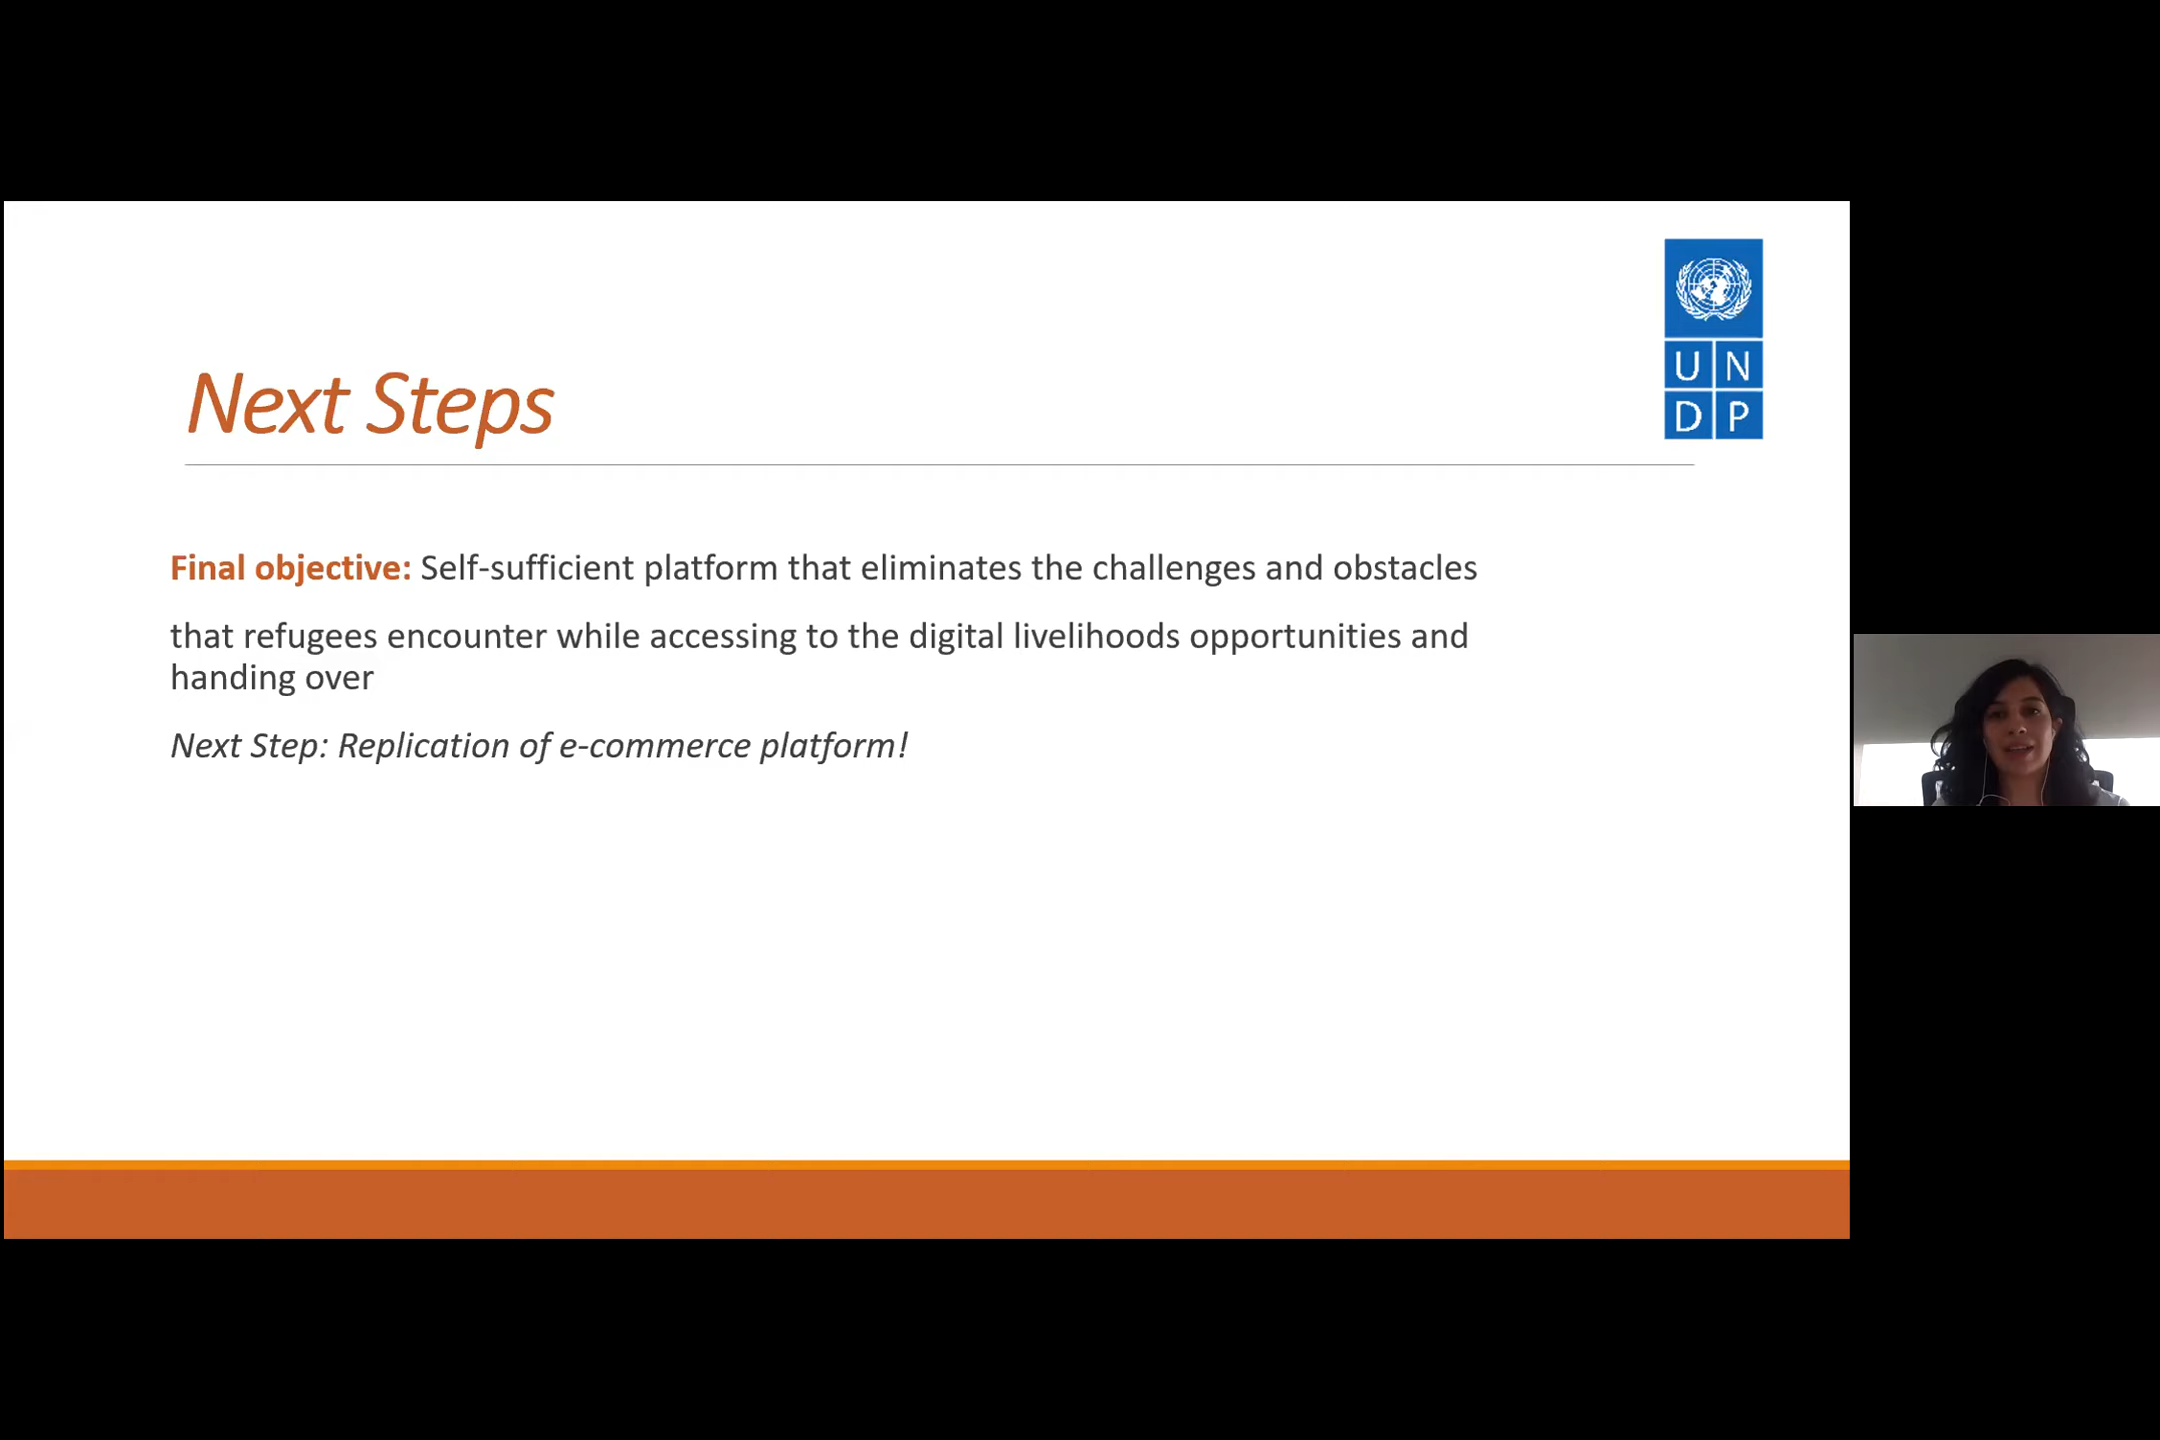 Next Steps
U N
D P
Final objective: Self-sufficient platform that eliminates the challenges and obstacles
that refugees encounter while accessing to the digital livelihoods opportunities and
handing over
Next Step: Replication of e-commerce platform!